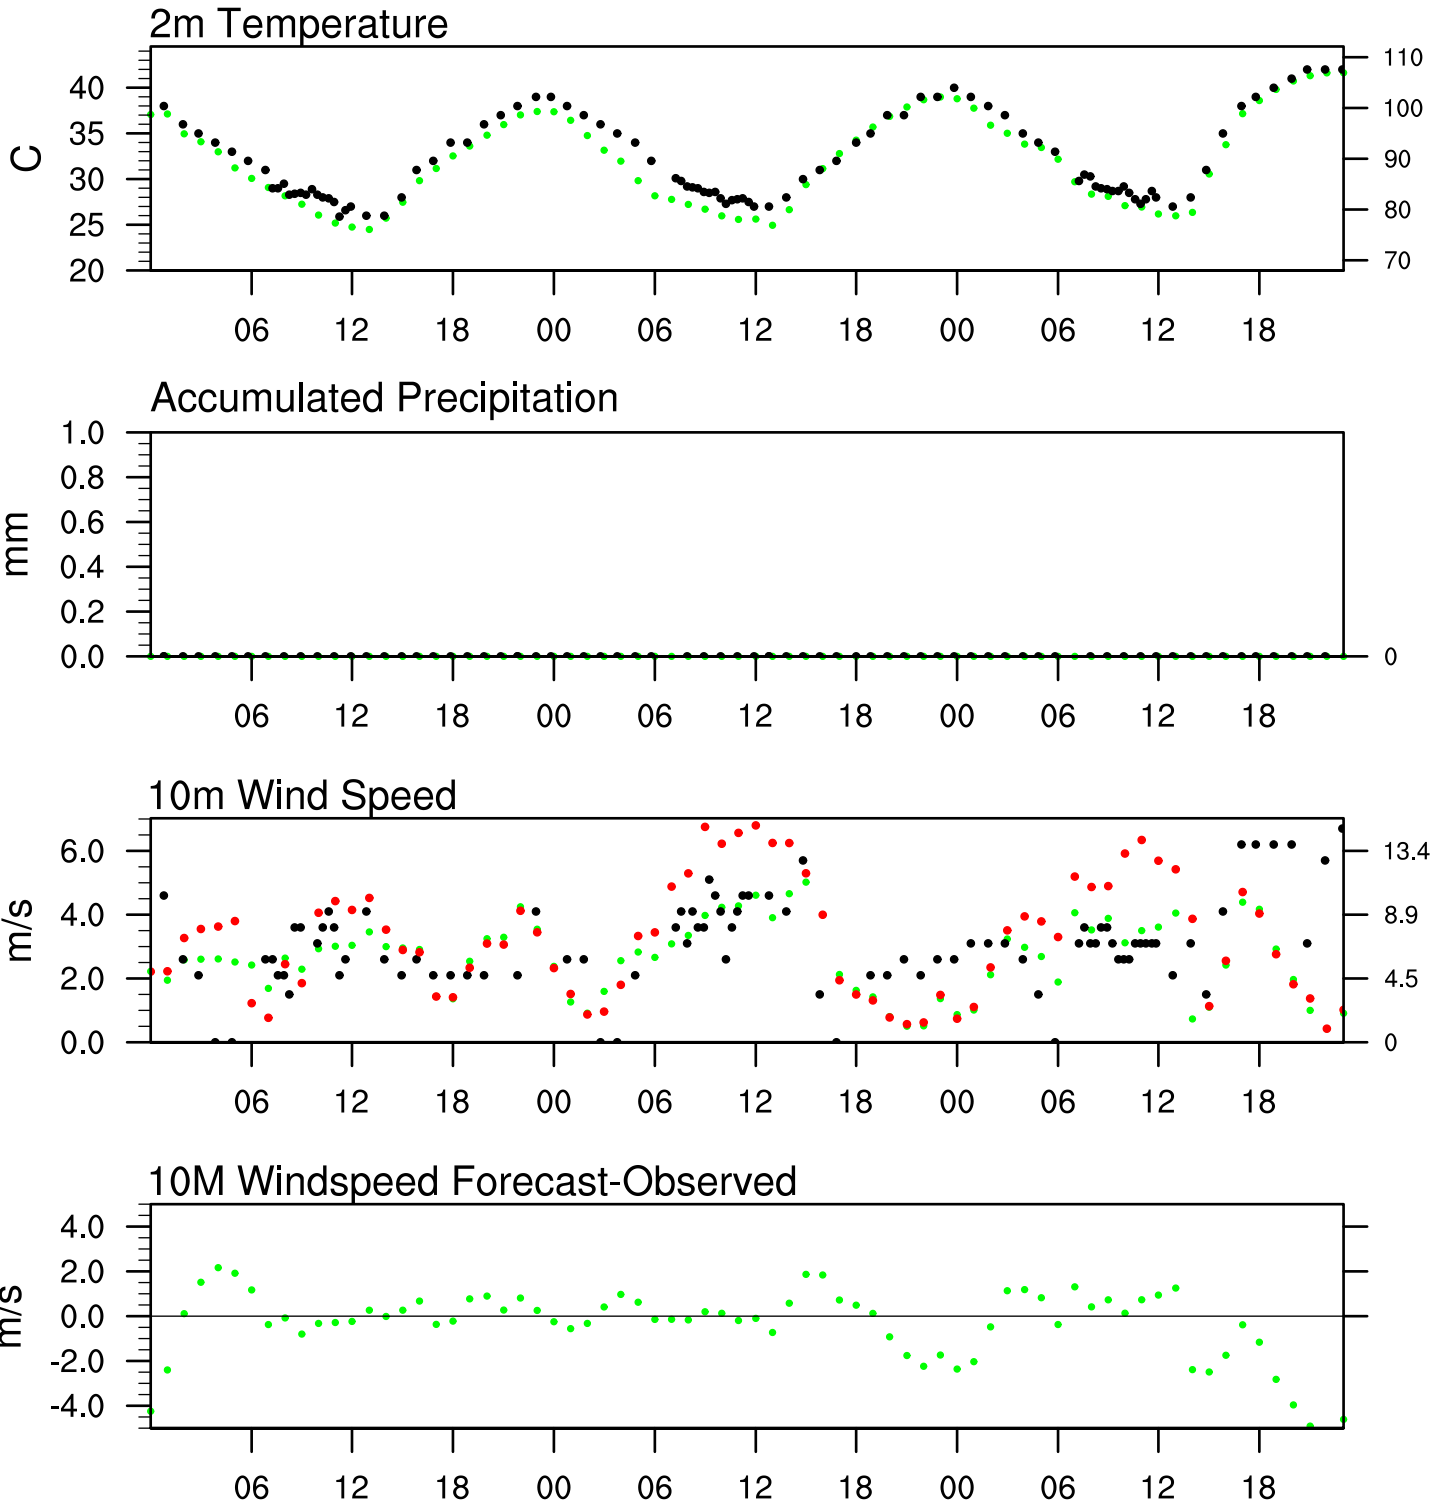 2m Temperature
C
40
35
30
25
20
110
100
90
80
70
06 12 18 00 06 12 18 00 06 12 18
Accumulated Precipitation
mm
1.0
0.8
0.6
0.4
0.2
0.0
0
06 12 18 00 06 12 18 00 06 12 18
10m Wind Speed
m/s
6.0
4.0
2.0
0.0
13.4
8.9
4.5
0
06 12 18 00 06 12 18 00 06 12 18
10M Windspeed Forecast-Observed
m/s
4.0
2.0
0.0
-2.0
-4.0
06 12 18 00 06 12 18 00 06 12 18